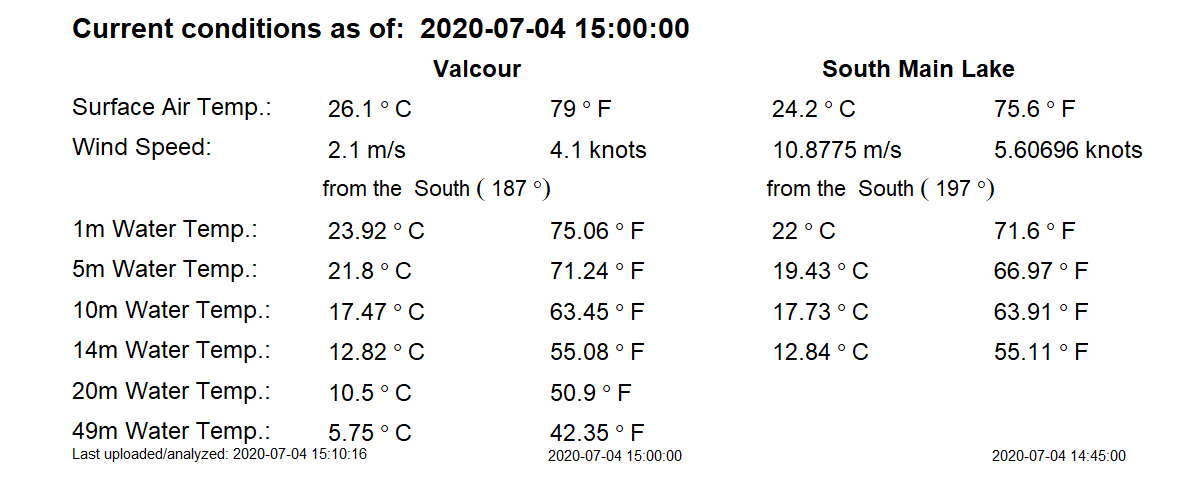 Current conditions as of: 2020-07-04 15:00:00
Valcour South Main Lake
Surface Air Temp.: 26.1 ° C 79 ° F 24.2 ° C 75.6 ° F
Wind Speed: 2.1 m/s 4.1 knots 10.8775 m/s 5.60696 knots
from the South ( 187 °) from the South ( 197 °)
1m Water Temp.: 23.92 ° C 75.06 ° F 22 ° C 71.6 ° F
5m Water Temp.: 21.8 ° C 71.24 ° F 19.43 ° C 66.97 ° F
10m Water Temp.: 17.47 ° C 63.45 ° F 17.73 ° C 63.91 ° F
14m Water Temp.: 12.82 ° C 55.08 ° F 12.84 ° C 55.11 ° F
20m Water Temp.: 10.5 ° C 50.9 ° F
49m Water Temp.: 5.75 ° C 42.35 ° F
Last uploaded/analyzed: 2020-07-04 15:10:16 2020-07-04 15:00:00 2020-07-04 14:45:00